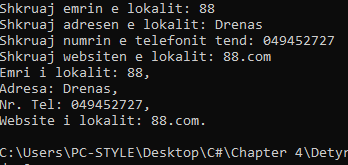 Shkruaj emrin e lokalit: 88
Shkruaj adresen e lokalit: Drenas
Shkruaj numrin e telefonit tend: 049452727
Shkruaj websiten e lokalit: 88.com
Emri i lokalit: 88,
Adresa: Drenas,
Nr. Tel: 049452727,
Website i lokalit: 88.com.
C:\Users\PC-STYLE\Desktop\C#\Chapter 4\Detyr